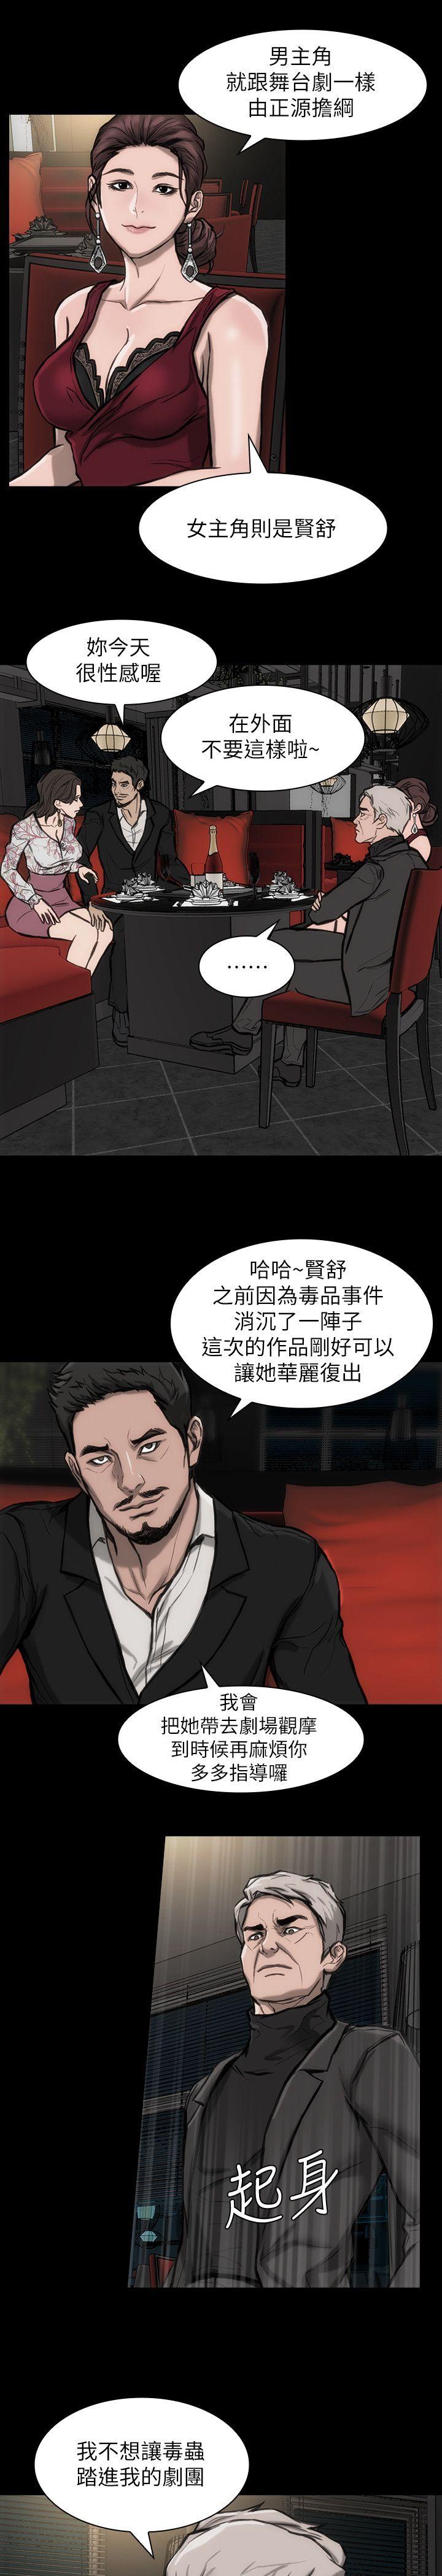 男主角
就跟舞台劇一樣
由正源擔綱
女主角則是賢舒
妳今天
很性感喔
在外面
不要這樣啦~
……
哈哈~賢舒
之前因為毒品事件
消沉了一陣子
這次的作品剛好可以
讓她華麗復出
我會
把她帶去劇場觀摩
到時候再麻煩你
多多指導囉
起身
我不想讓毒蟲
踏進我的劇團